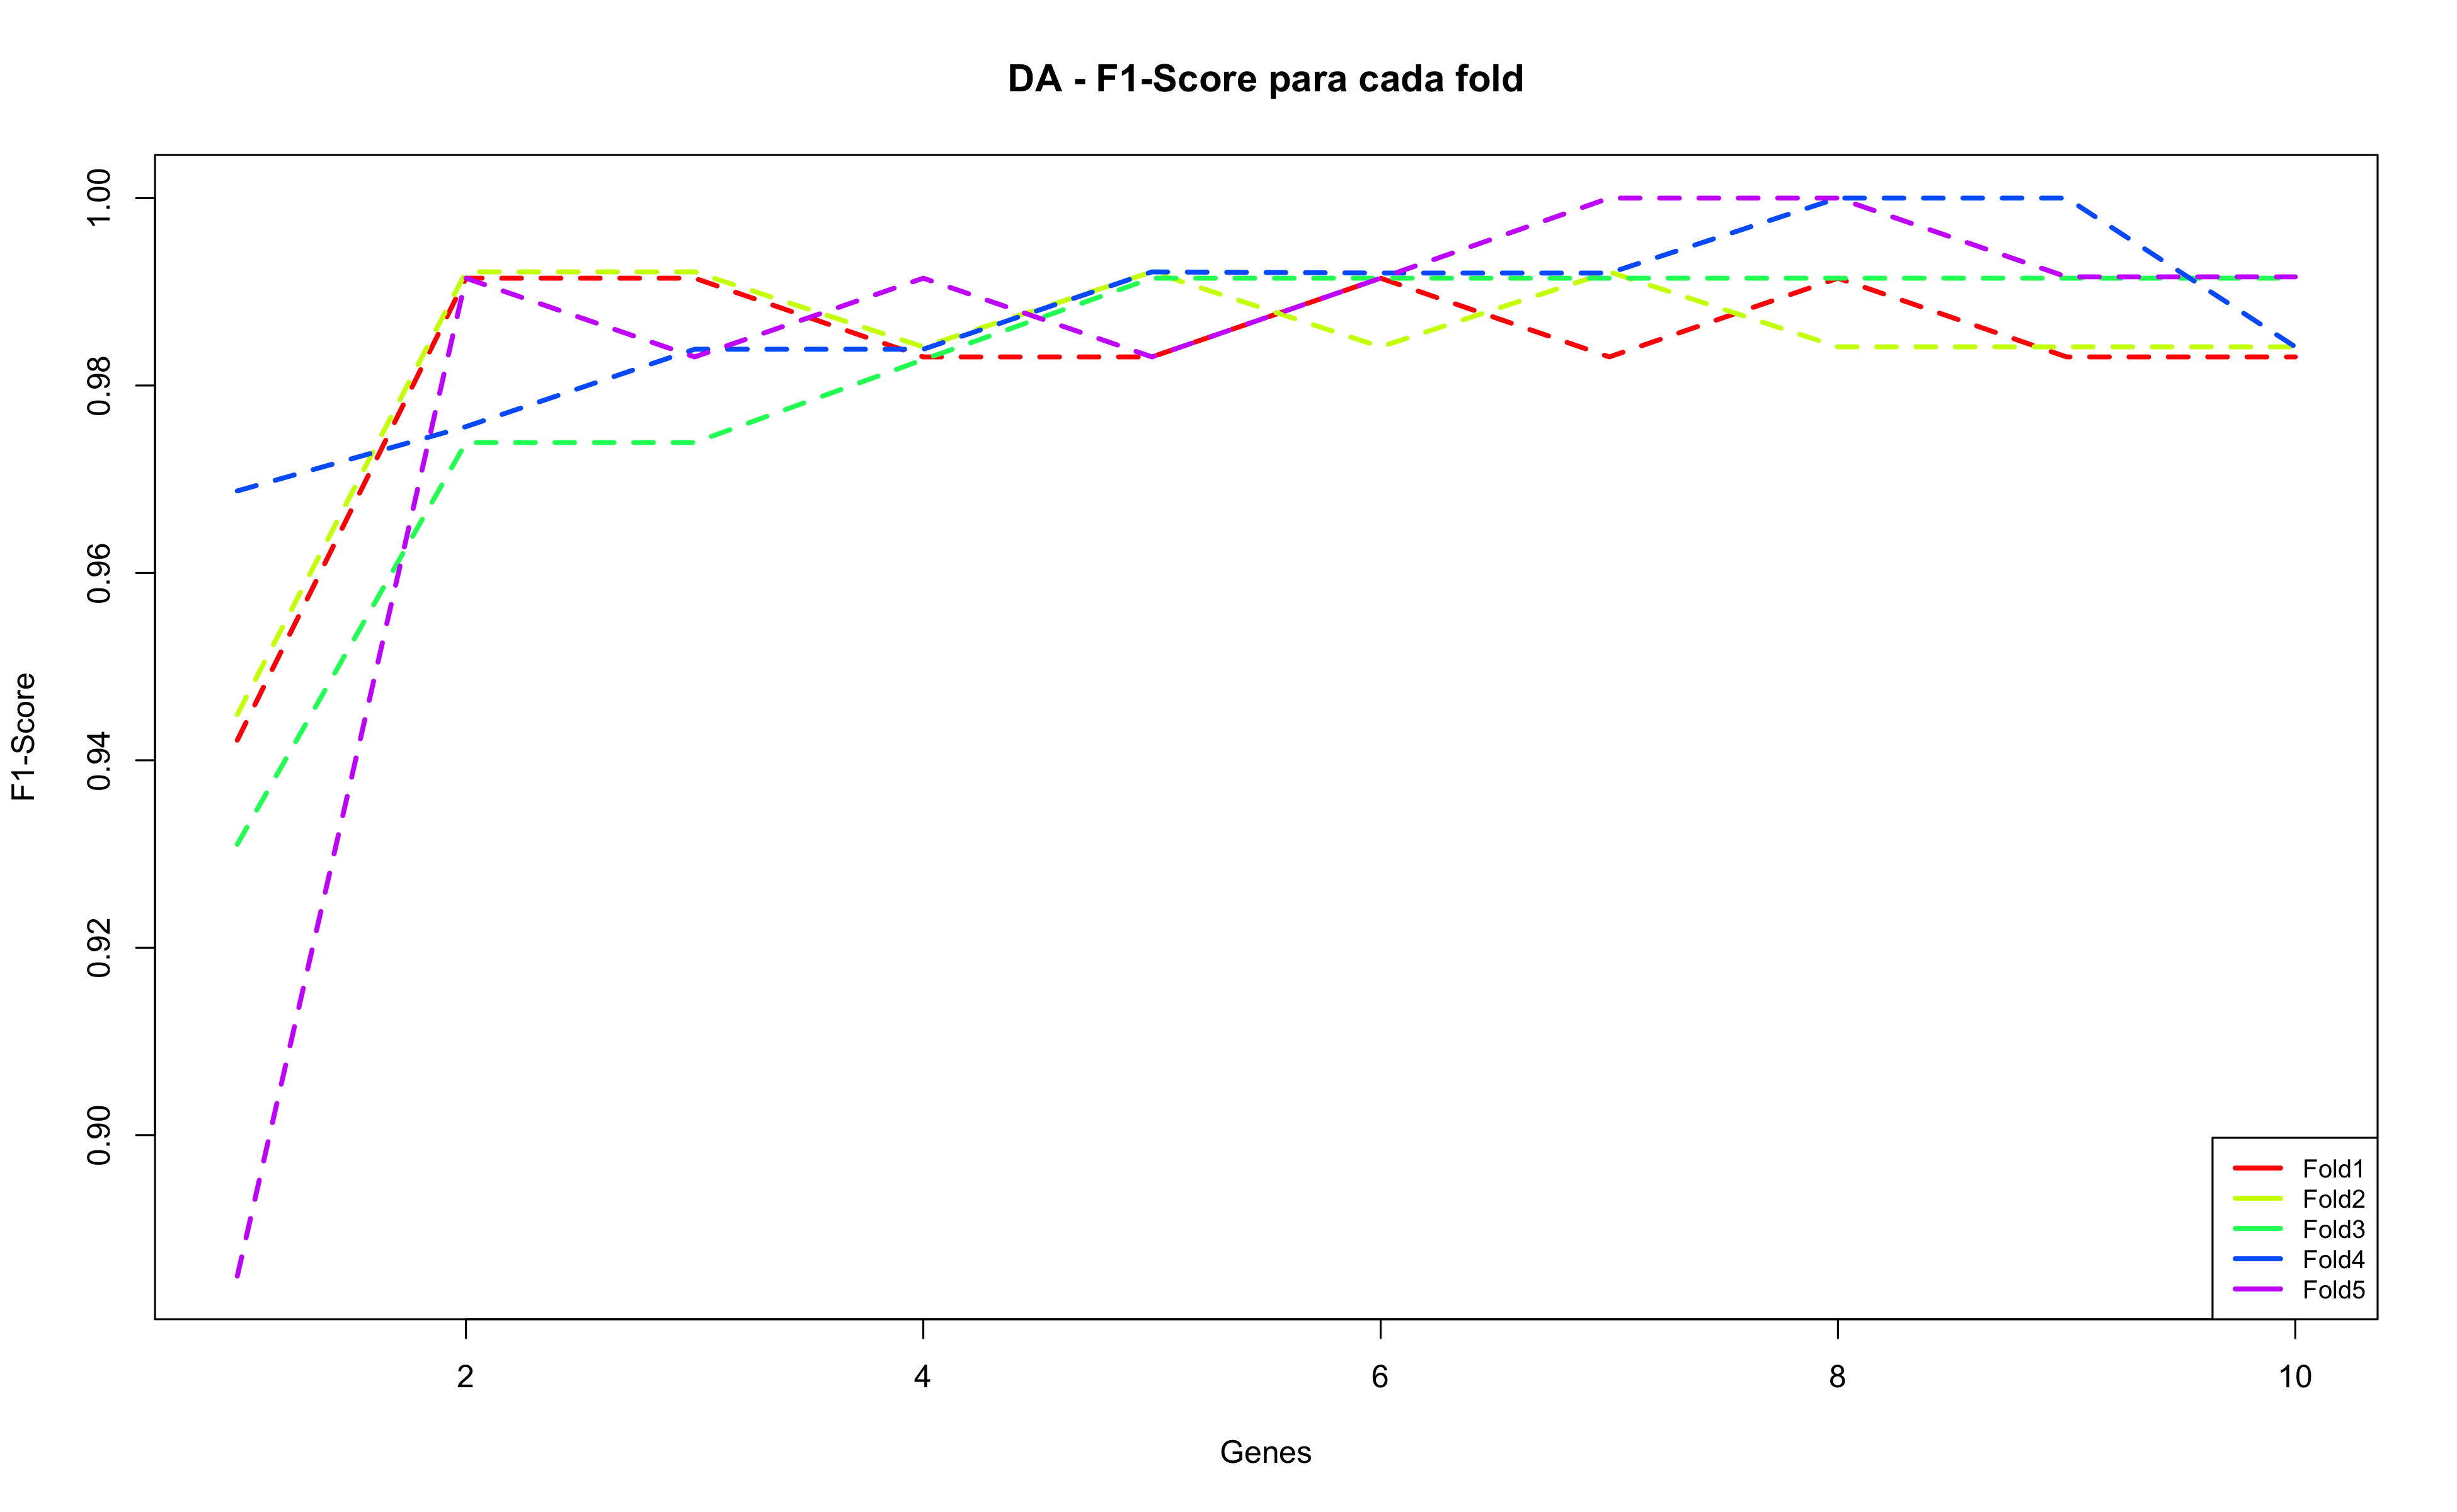 DA - F1-Score para cada fold
F1-Score
1.00
0.98
0.96
0.94
0.92
0.90
2
4
6
8
10
Genes
Fold1
Fold2
Fold3
Fold4
Fold5